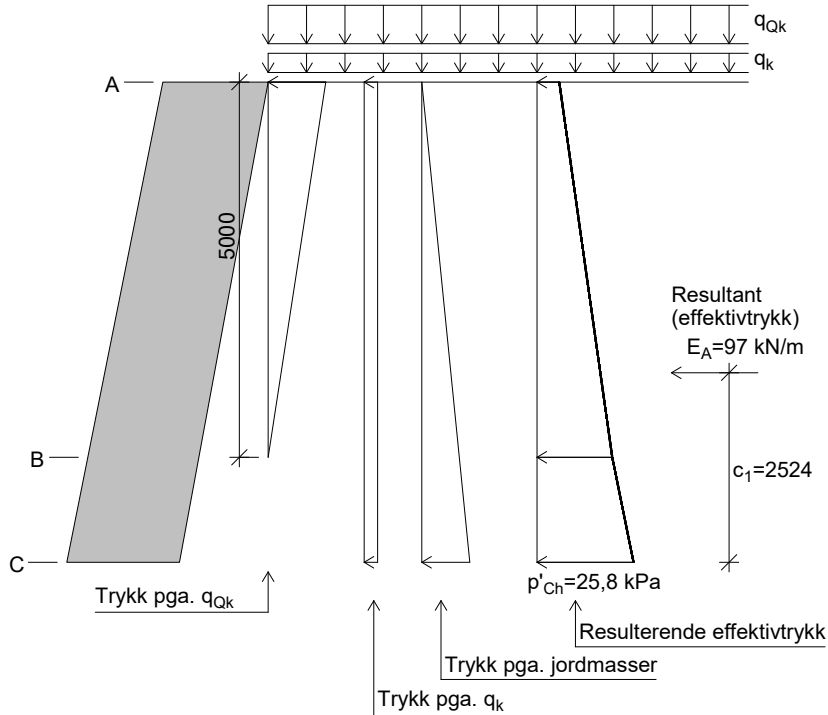 q_Qk
q_k
A
5000
Resultant
(effektivtrykk)
E_A=97 kN/m
B
c_1=2524
C
p'_Ch=25,8 kPa
Trykk pga. q_Qk
Resulterende effektivtrykk
Trykk pga. jordmasser
Trykk pga. q_k